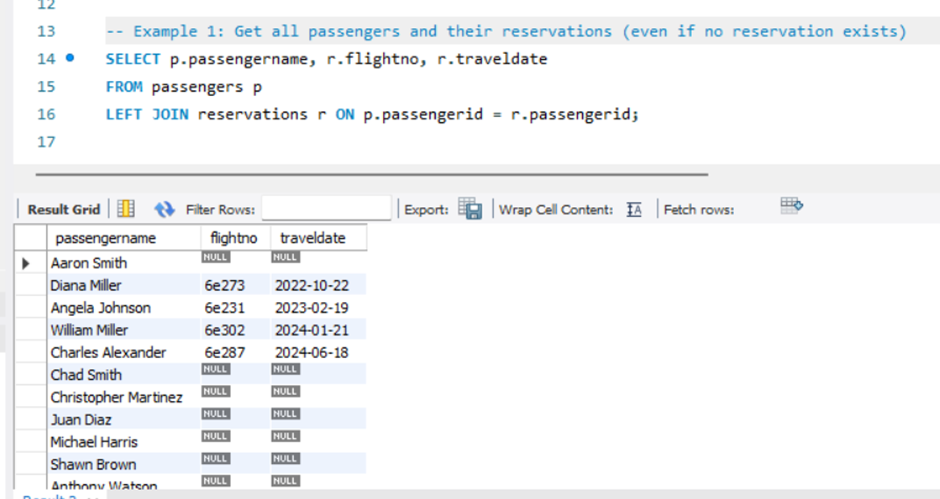 12
13 -- Example 1: Get all passengers and their reservations (even if no reservation exists)
14 SELECT p.passengername, r.flightno, r.traveldate
15 FROM passengers p
16 LEFT JOIN reservations r ON p.passengerid = r.passengerid;
17
Result Grid Filter Rows: Export: Wrap Cell Content: IA Fetch rows:
passengername flightno traveldate
Aaron Smith NULL NULL
Diana Miller 6e273 2022-10-22
Angela Johnson 6e231 2023-02-19
William Miller 6e302 2024-01-21
Charles Alexander 6e287 2024-06-18
Chad Smith NULL NULL
Christopher Martinez NULL NULL
Juan Diaz NULL NULL
Michael Harris NULL NULL
Shawn Brown NULL NULL
Anthony Watson NULL NULL